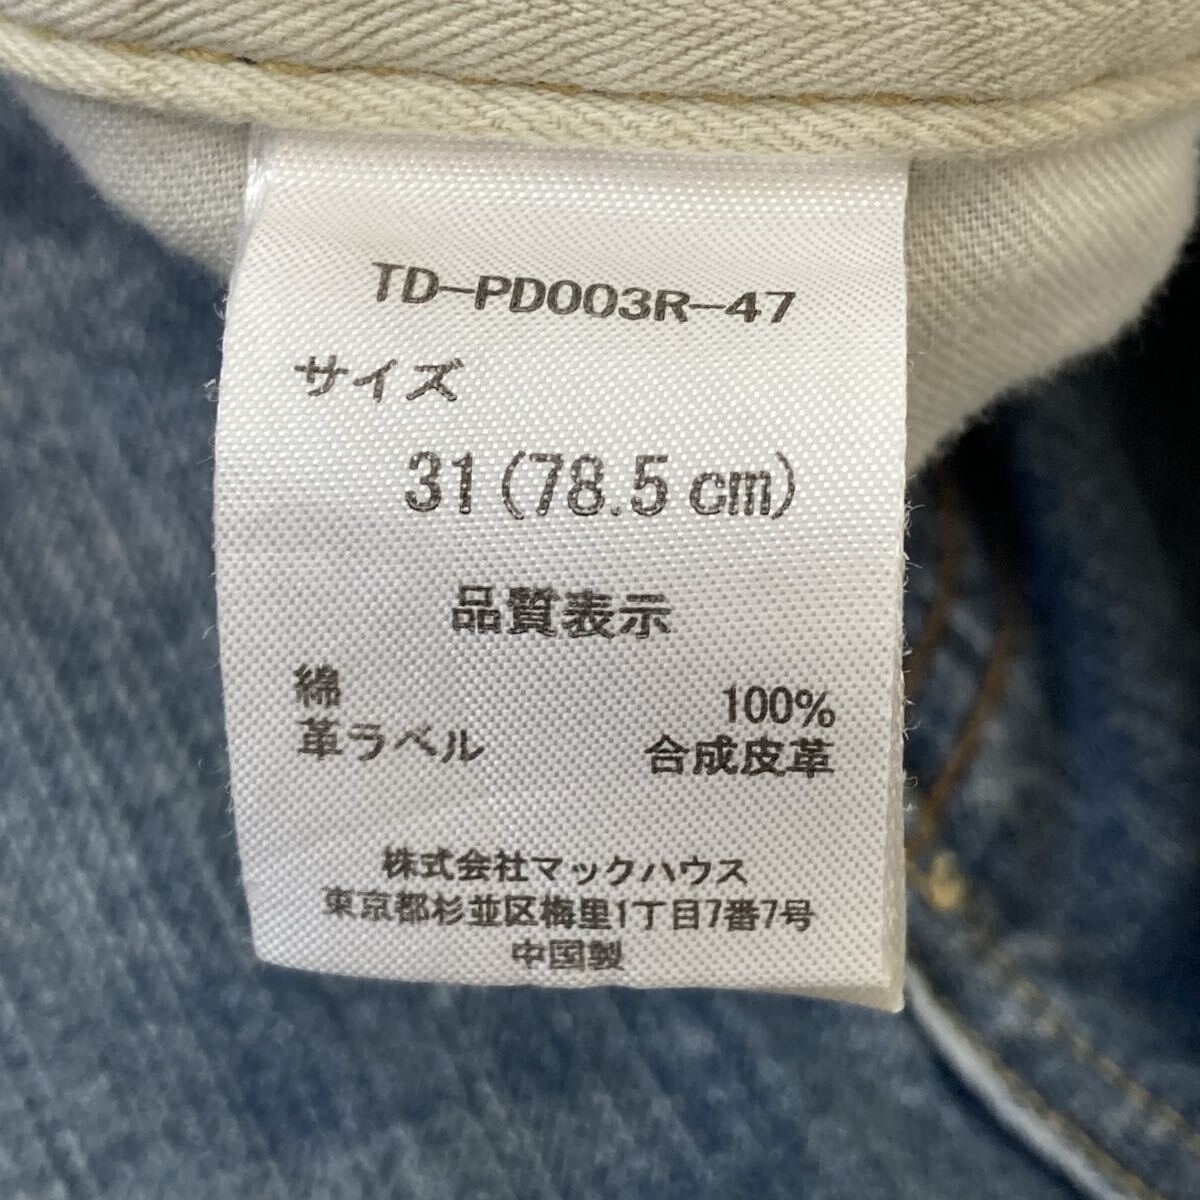 TD-PD003R-47
サイズ
31(78.5cm)
品質表示
綿 100%
革ラベル 合成皮革
株式会社マックハウス
東京都杉並区梅里1丁目7番7号
中国製